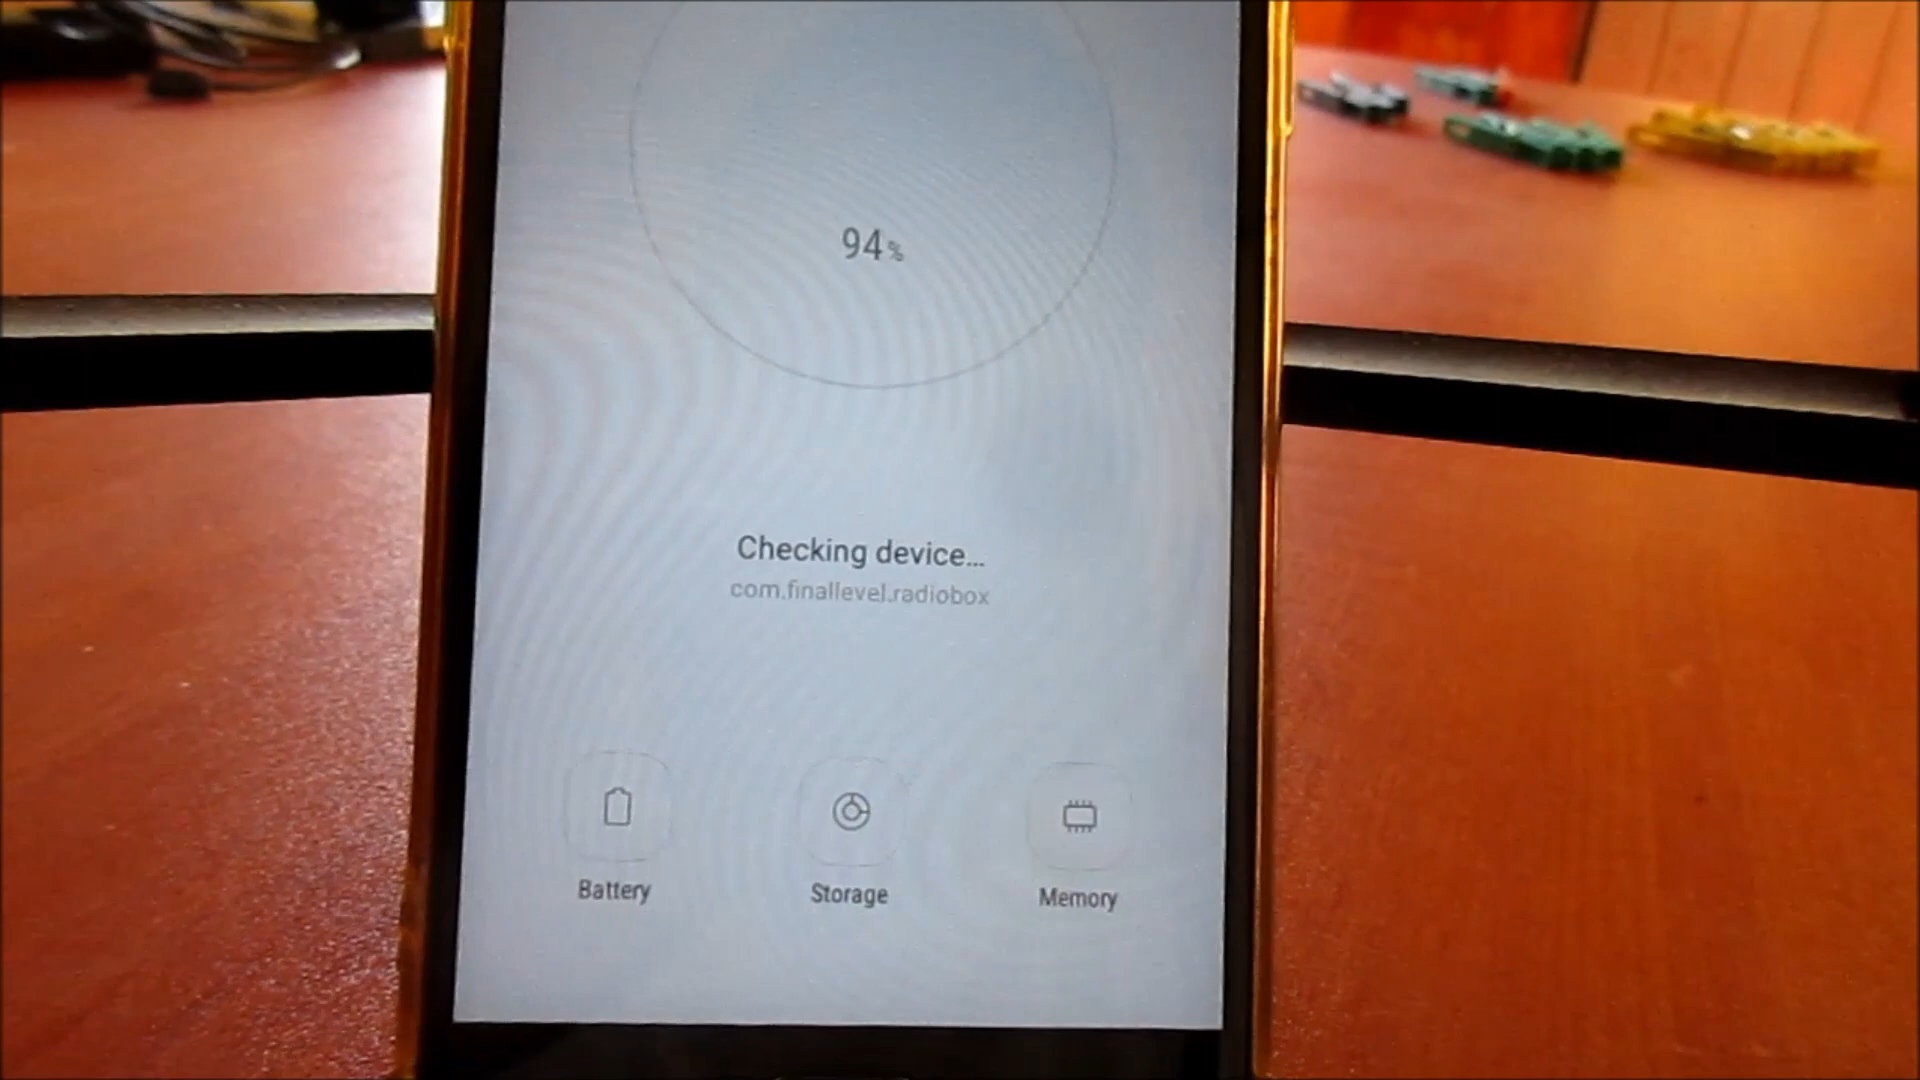 94%
Checking device...
com.finallevel.radiobox
Battery
Storage
Memory